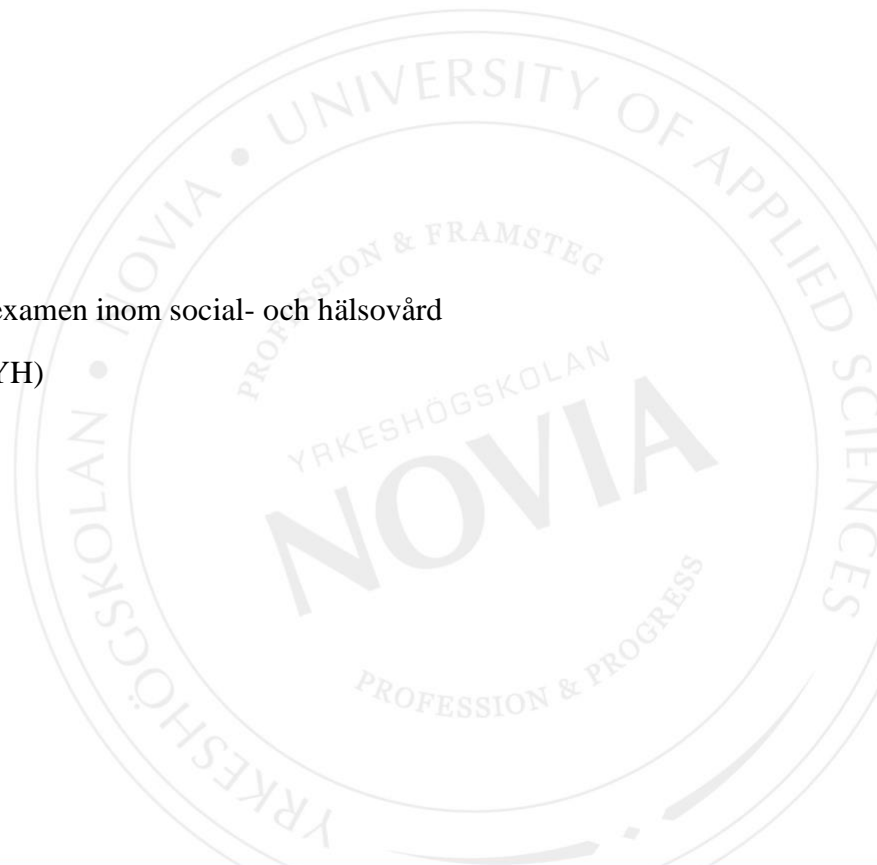 examen inom social- och hälsovård
YH)
YRKESHÖGSKOLAN • NOVIA • UNIVERSITY OF APPLIED SCIENCES
PROFESSION & FRAMSTEG
YRKESHÖGSKOLAN
NOVIA
PROFESSION & PROGRESS